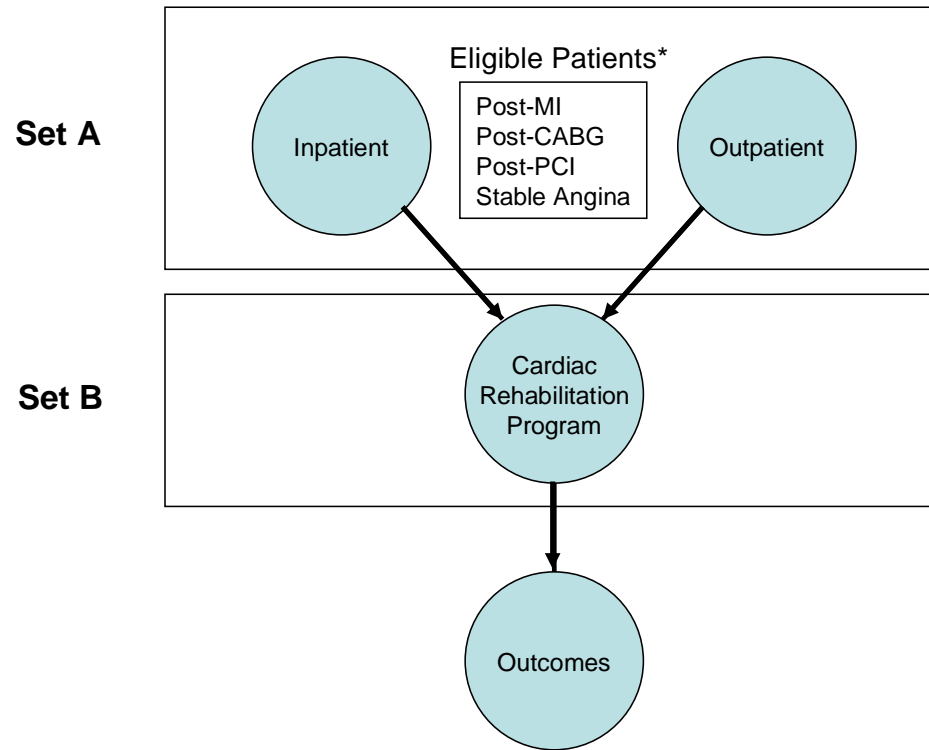 Eligible Patients*
Set A
Inpatient
Post-MI
Post-CABG
Post-PCI
Stable Angina
Outpatient
Set B
Cardiac
Rehabilitation
Program
Outcomes